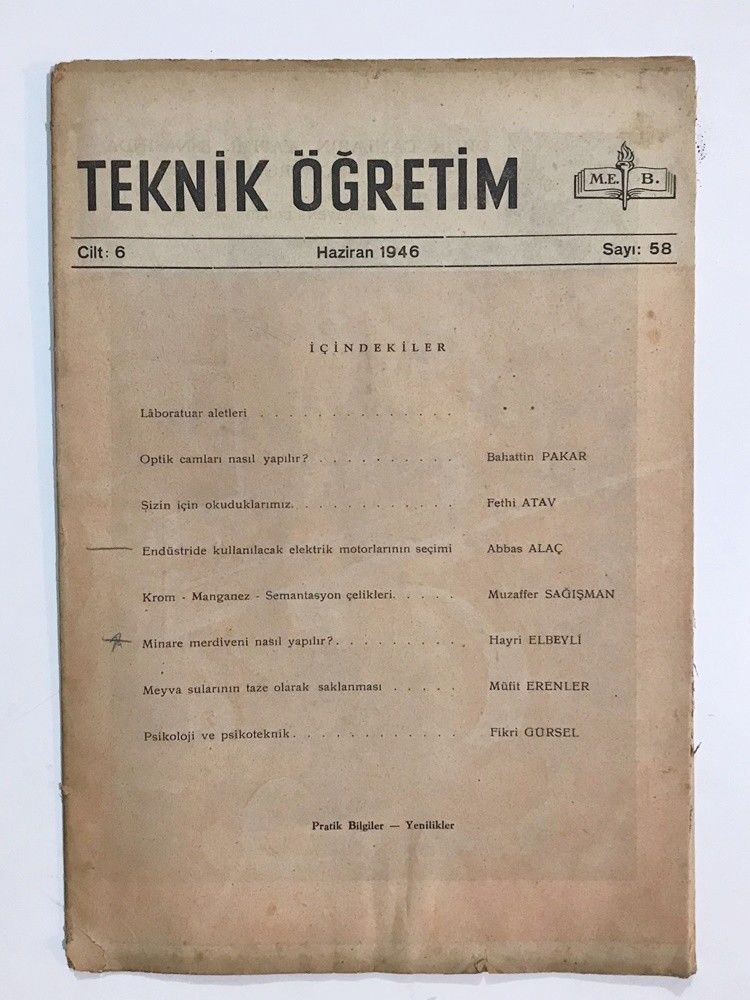 TEKNİK ÖĞRETİM
M.E. B.
Cilt: 6 Haziran 1946 Sayı: 58
İÇİNDEKİLER
Lâboratuar aletleri . . . . . . . . . . . . . .
Optik camları nasıl yapılır? . . . . . . . . . . Bahattin PAKAR
Sizin için okuduklarımız. . . . . . . . . . . . Fethi ATAV
Endüstride kullanılacak elektrik motorlarının seçimi Abbas ALAÇ
Krom - Manganez - Semantasyon çelikleri. . . . . Muzaffer SAĞIŞMAN
Minare merdiveni nasıl yapılır?. . . . . . . . . Hayri ELBEYLİ
Meyva sularının taze olarak saklanması . . . . . Müfit ERENLER
Psikoloji ve psikoteknik. . . . . . . . . . . . Fikri GÜRSEL
Pratik Bilgiler — Yenilikler